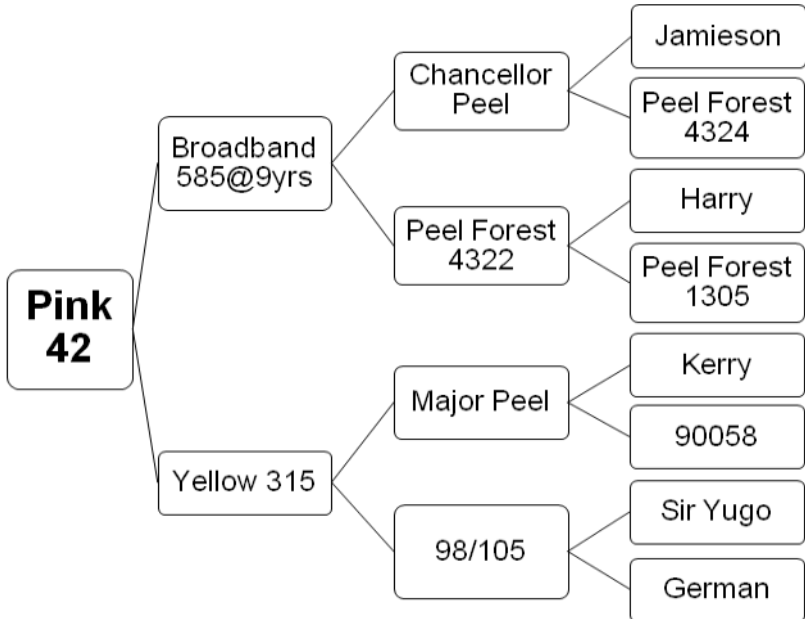 Jamieson
Chancellor
Peel
Peel Forest
4324
Broadband
585@9yrs
Harry
Peel Forest
4322
Peel Forest
1305
Pink
42
Kerry
Major Peel
90058
Yellow 315
Sir Yugo
98/105
German